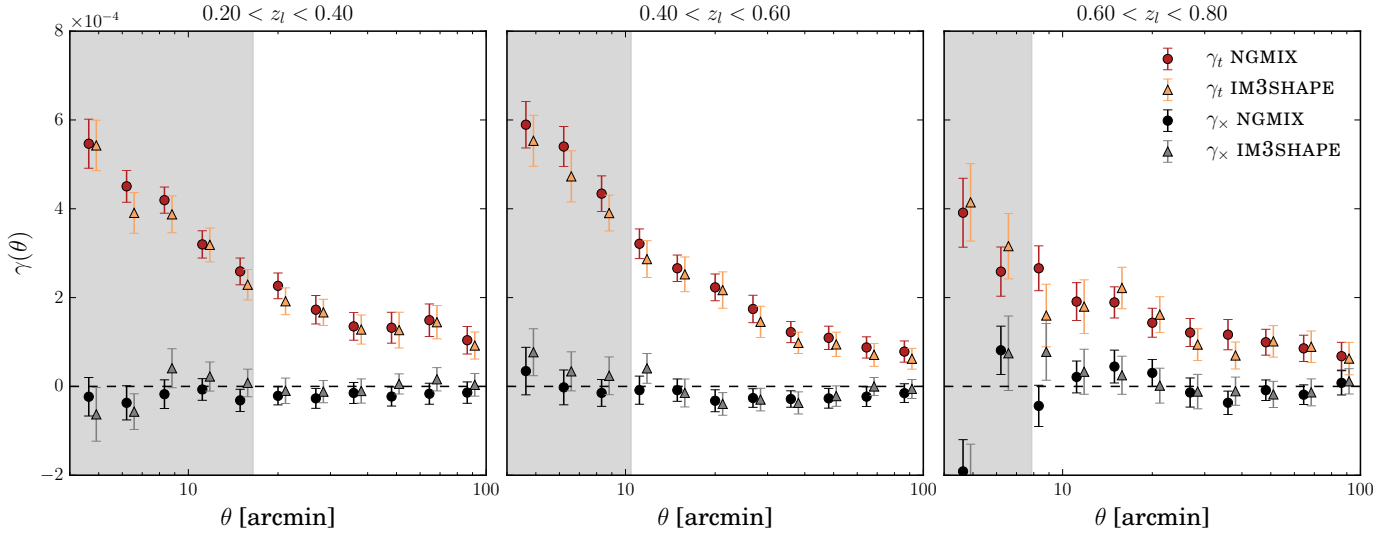 ×10⁻⁴
0.20 < z_l < 0.40
0.40 < z_l < 0.60
0.60 < z_l < 0.80
8
6
4
2
0
−2
γ(θ)
γ_t NGMIX
γ_t IM3SHAPE
γ_× NGMIX
γ_× IM3SHAPE
10
100
10
100
10
100
θ [arcmin]
θ [arcmin]
θ [arcmin]